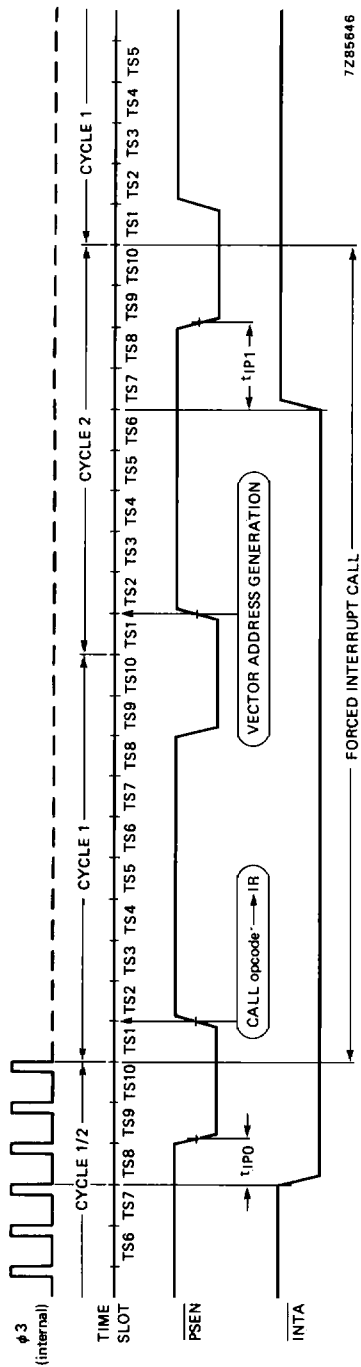 φ3
(internal)
CYCLE 1/2
CYCLE 1
CYCLE 2
CYCLE 1
TIME
SLOT
TS6 TS7 TS8 TS9 TS10 TS1 TS2 TS3 TS4 TS5 TS6 TS7 TS8 TS9 TS10 TS1 TS2 TS3 TS4 TS5 TS6 TS7 TS8 TS9 TS10 TS1 TS2 TS3 TS4 TS5
PSEN
tIP0
CALL opcode → IR
VECTOR ADDRESS GENERATION
tIP1
INTA
FORCED INTERRUPT CALL
7Z85646